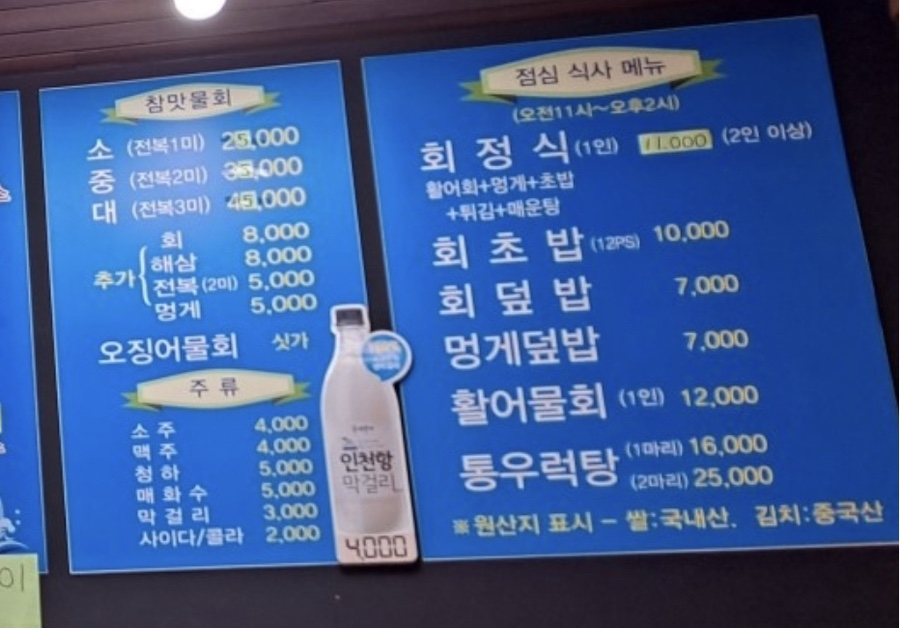 참맛물회
소 (전복1미) 25,000
중 (전복2미) 35,000
대 (전복3미) 45,000
추가
회 8,000
해삼 8,000
전복(2미) 5,000
멍게 5,000
오징어물회 싯가
주 류
소 주 4,000
맥 주 4,000
청 하 5,000
매 화 수 5,000
막 걸 리 3,000
사이다/콜라 2,000
인천항
막걸리
4,000
점심 식사 메뉴
(오전11시~오후2시)
회 정 식 (1인) 11,000 (2인 이상)
활어회+멍게+초밥
+튀김+매운탕
회 초 밥 (12PS) 10,000
회 덮 밥 7,000
멍게덮밥 7,000
활어물회 (1인) 12,000
통우럭탕 (1마리) 16,000
(2마리) 25,000
※원산지 표시 - 쌀:국내산. 김치:중국산